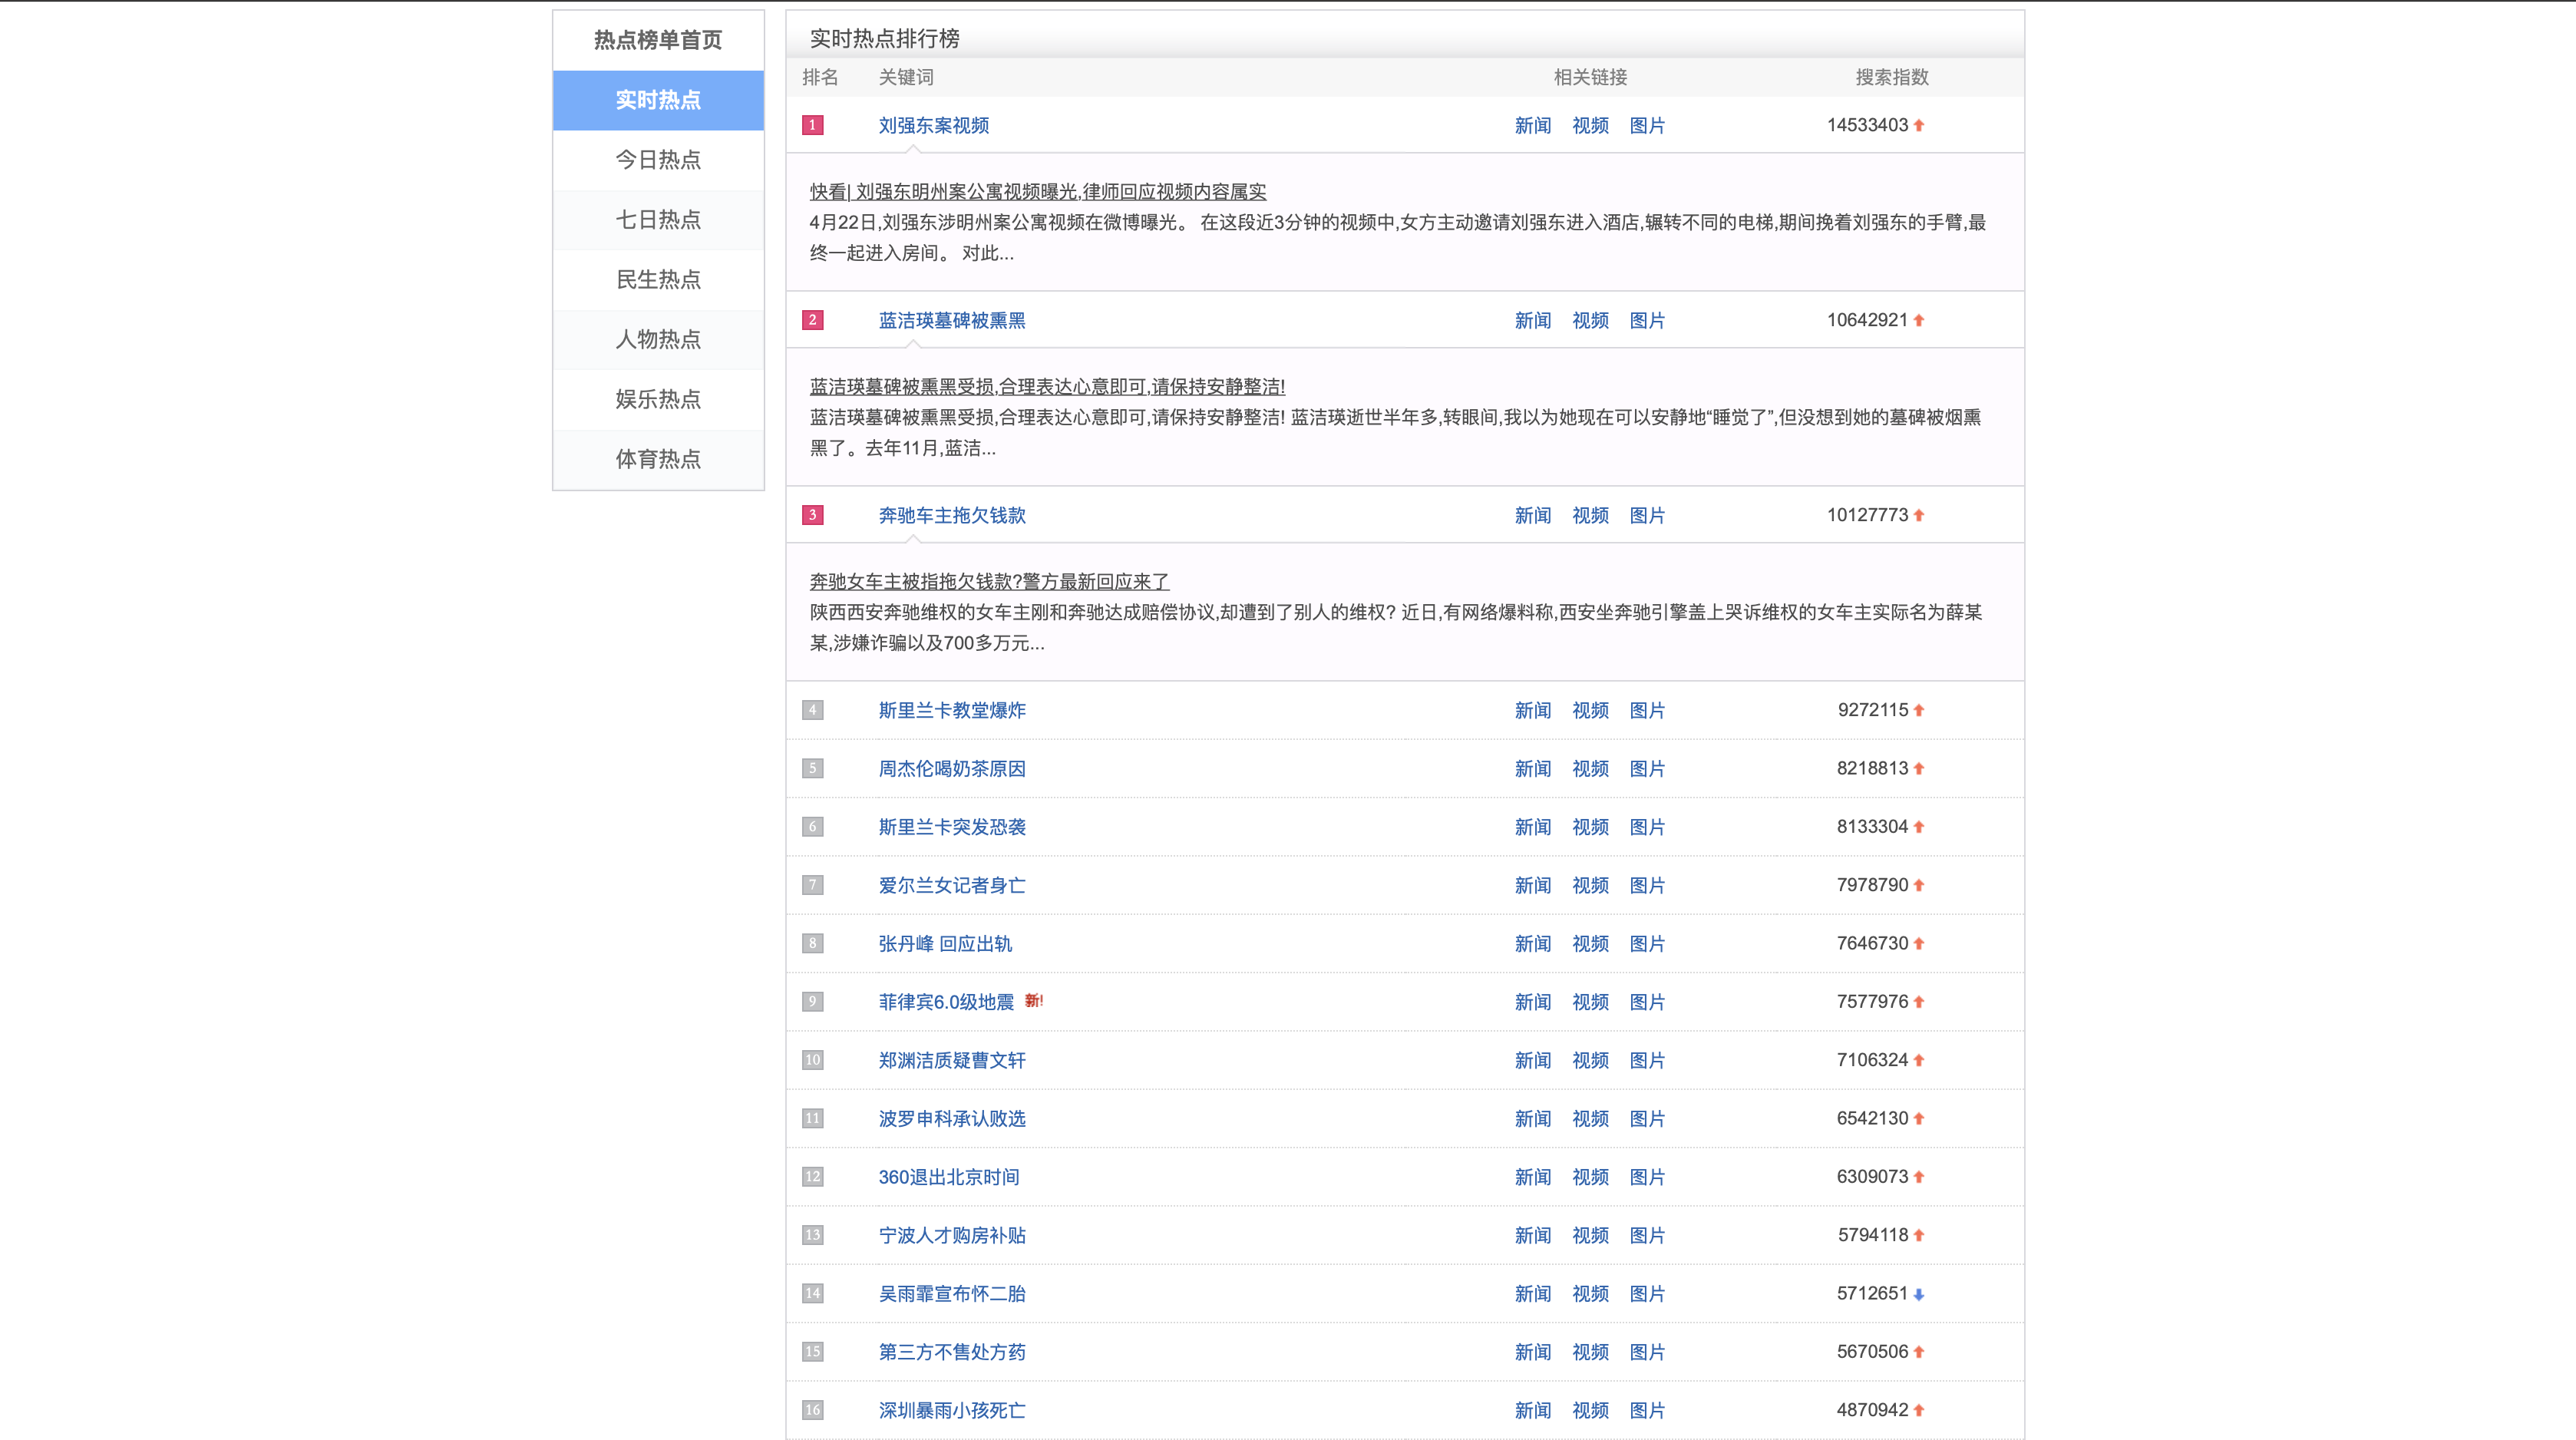 热点榜单首页
实时热点
今日热点
七日热点
民生热点
人物热点
娱乐热点
体育热点
实时热点排行榜
排名 关键词 相关链接 搜索指数
1 刘强东案视频 新闻 视频 图片 14533403
快看| 刘强东明州案公寓视频曝光,律师回应视频内容属实
4月22日,刘强东涉明州案公寓视频在微博曝光。 在这段近3分钟的视频中,女方主动邀请刘强东进入酒店,辗转不同的电梯,期间挽着刘强东的手臂,最
终一起进入房间。 对此...
2 蓝洁瑛墓碑被熏黑 新闻 视频 图片 10642921
蓝洁瑛墓碑被熏黑受损,合理表达心意即可,请保持安静整洁!
蓝洁瑛墓碑被熏黑受损,合理表达心意即可,请保持安静整洁! 蓝洁瑛逝世半年多,转眼间,我以为她现在可以安静地“睡觉了”,但没想到她的墓碑被烟熏
黑了。去年11月,蓝洁...
3 奔驰车主拖欠钱款 新闻 视频 图片 10127773
奔驰女车主被指拖欠钱款?警方最新回应来了
陕西西安奔驰维权的女车主刚和奔驰达成赔偿协议,却遭到了别人的维权? 近日,有网络爆料称,西安坐奔驰引擎盖上哭诉维权的女车主实际名为薛某
某,涉嫌诈骗以及700多万元...
4 斯里兰卡教堂爆炸 新闻 视频 图片 9272115
5 周杰伦喝奶茶原因 新闻 视频 图片 8218813
6 斯里兰卡突发恐袭 新闻 视频 图片 8133304
7 爱尔兰女记者身亡 新闻 视频 图片 7978790
8 张丹峰 回应出轨 新闻 视频 图片 7646730
9 菲律宾6.0级地震 新! 新闻 视频 图片 7577976
10 郑渊洁质疑曹文轩 新闻 视频 图片 7106324
11 波罗申科承认败选 新闻 视频 图片 6542130
12 360退出北京时间 新闻 视频 图片 6309073
13 宁波人才购房补贴 新闻 视频 图片 5794118
14 吴雨霏宣布怀二胎 新闻 视频 图片 5712651
15 第三方不售处方药 新闻 视频 图片 5670506
16 深圳暴雨小孩死亡 新闻 视频 图片 4870942